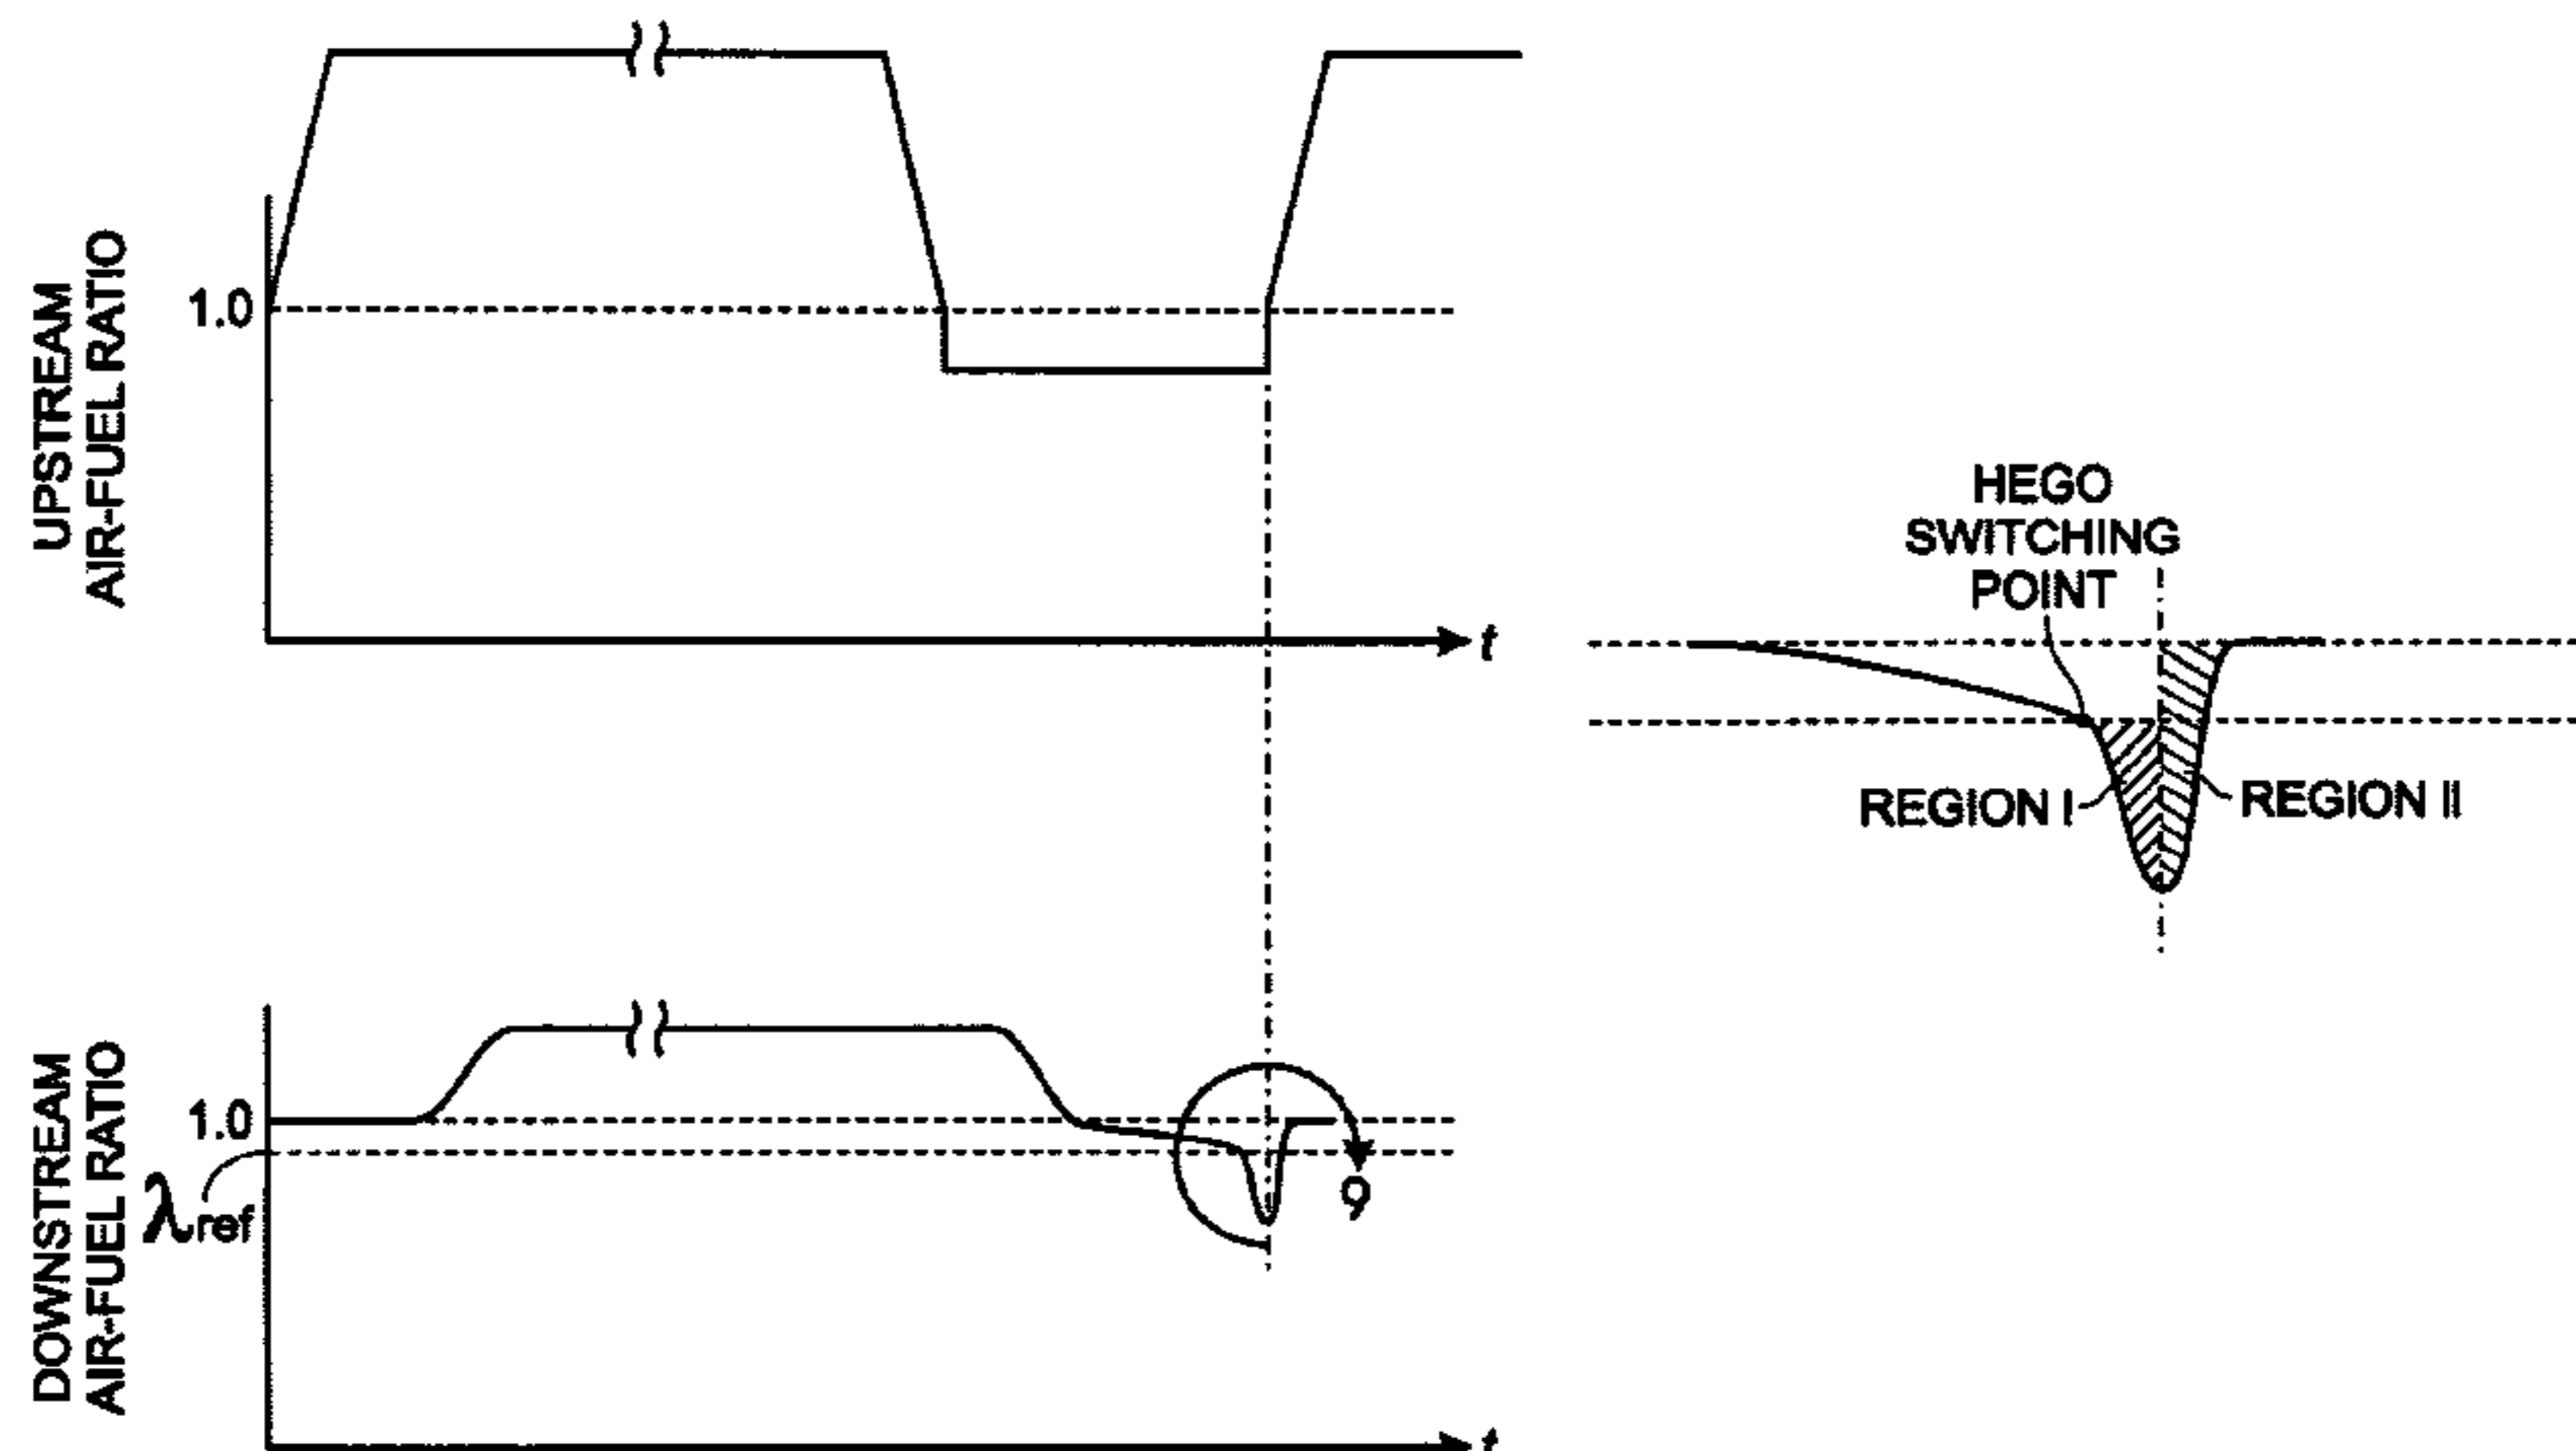 UPSTREAM
AIR-FUEL RATIO
1.0
t
HEGO
SWITCHING
POINT
REGION I
REGION II
DOWNSTREAM
AIR-FUEL RATIO
1.0
λref
9
t